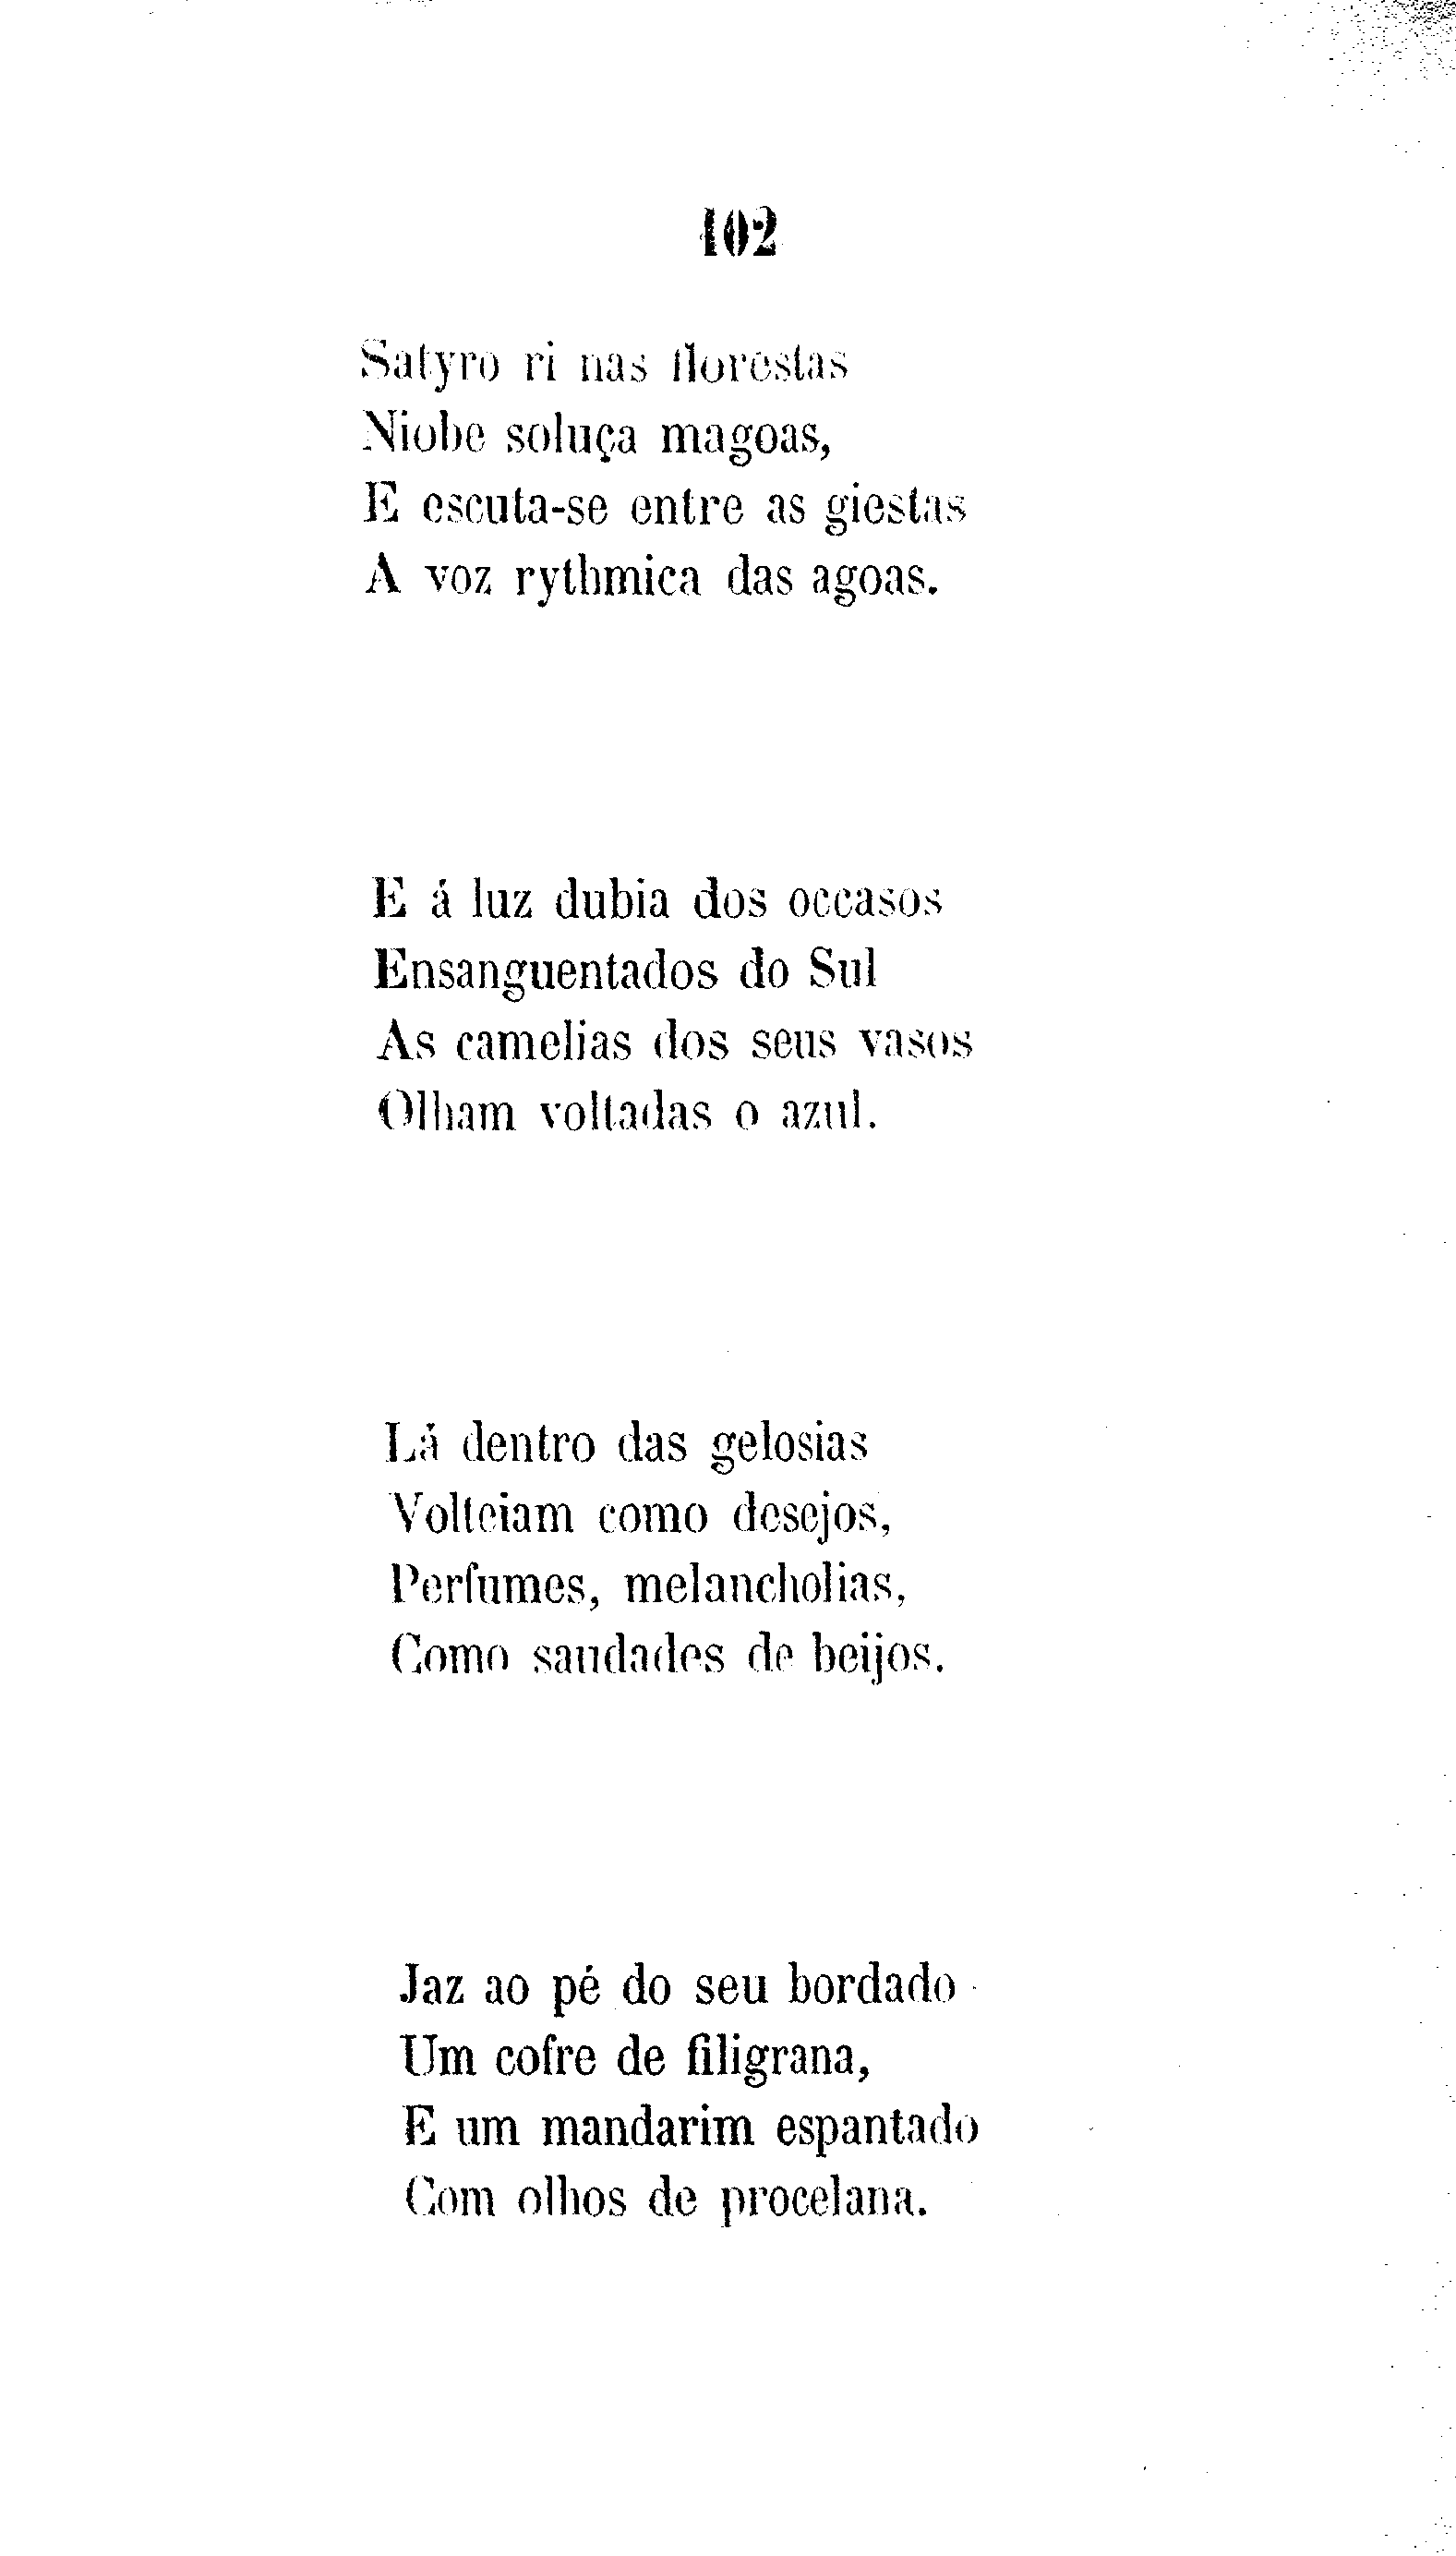 102
Satyro ri nas florestas
Niobe soluça magoas,
E escuta-se entre as giestas
A voz rythmica das agoas.
E á luz dubia dos occasos
Ensanguentados do Sul
As camelias dos seus vasos
Olham voltadas o azul.
Lá dentro das gelosias
Volteiam como desejos,
Perfumes, melancholias,
Como saudades de beijos.
Jaz ao pé do seu bordado
Um cofre de filigrana,
E um mandarim espantado
Com olhos de procelana.